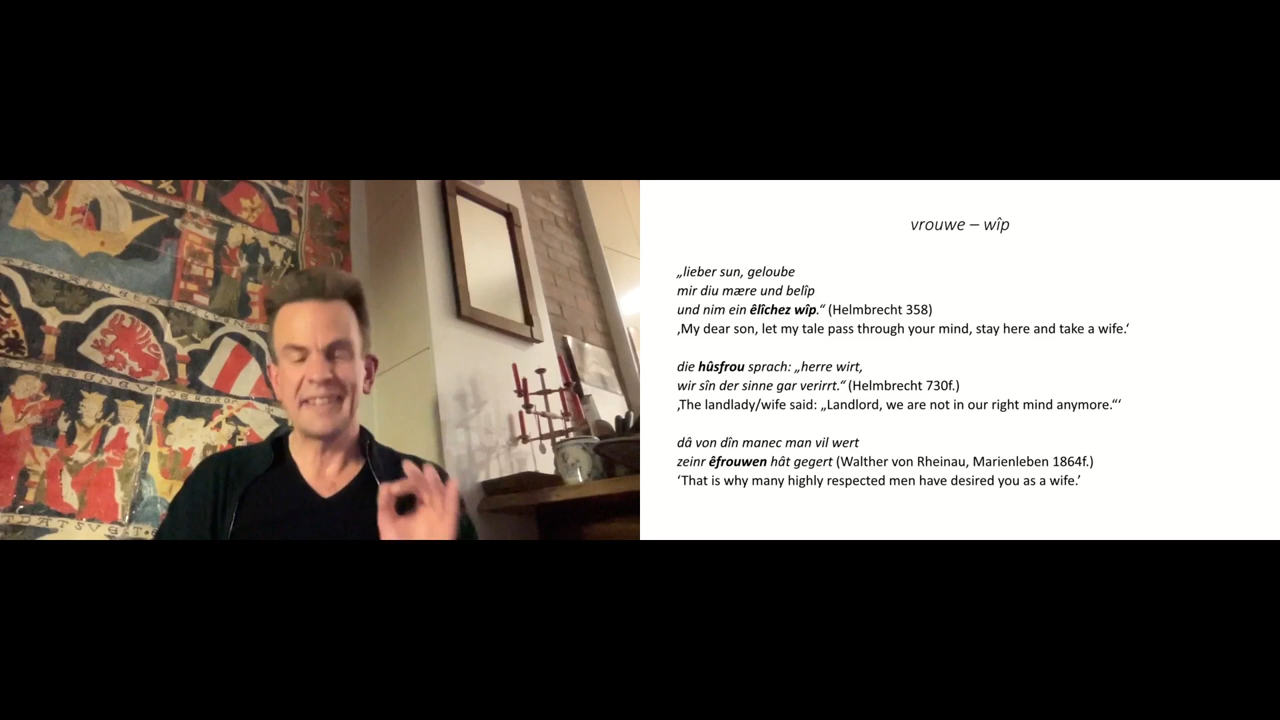 vrouwe – wîp
„lieber sun, geloube
mir diu mære und belîp
und nim ein êlîchez wîp.“ (Helmbrecht 358)
‚My dear son, let my tale pass through your mind, stay here and take a wife.‘
die hûsfrou sprach: „herre wirt,
wir sîn der sinne gar verirrt.“ (Helmbrecht 730f.)
‚The landlady/wife said: „Landlord, we are not in our right mind anymore.“‘
dâ von dîn manec man vil wert
zeinr êfrouwen hât gegert (Walther von Rheinau, Marienleben 1864f.)
‘That is why many highly respected men have desired you as a wife.’